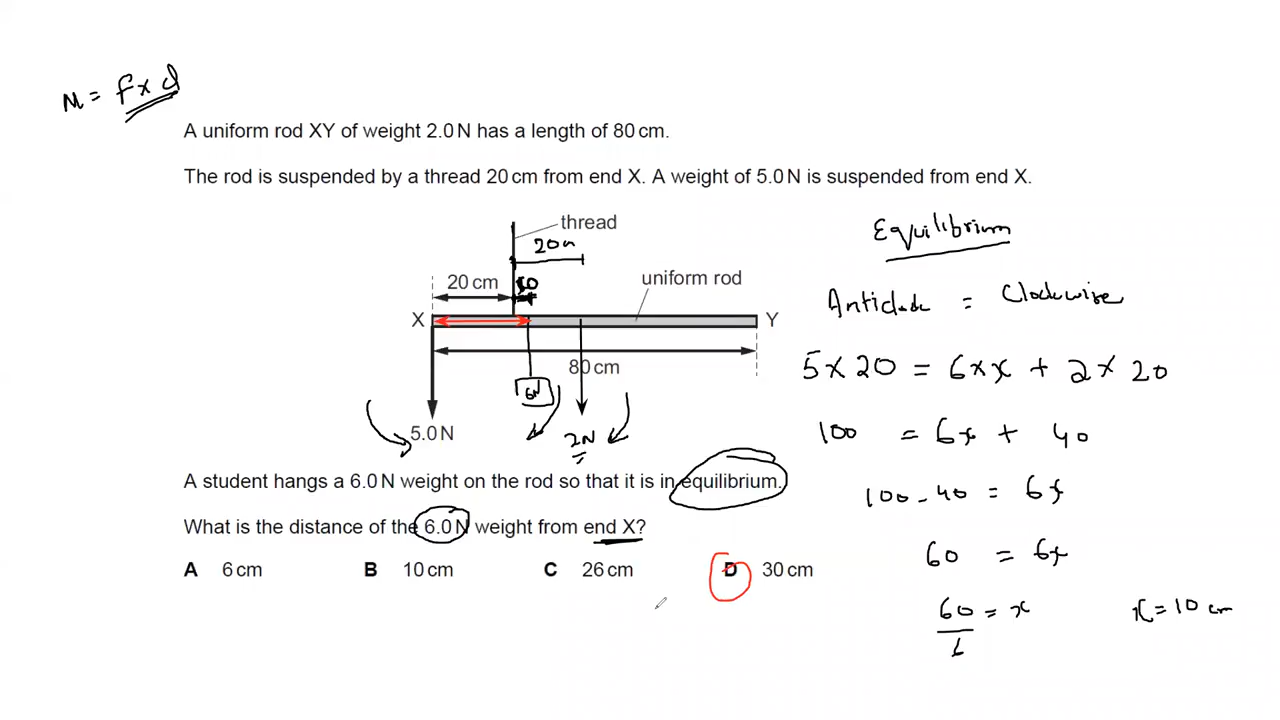 M = f x d
A uniform rod XY of weight 2.0 N has a length of 80 cm.
The rod is suspended by a thread 20 cm from end X. A weight of 5.0 N is suspended from end X.
thread
20 cm
uniform rod
X
Y
80 cm
6N
5.0 N
2N
A student hangs a 6.0 N weight on the rod so that it is in equilibrium.
What is the distance of the 6.0 N weight from end X?
A 6 cm B 10 cm C 26 cm D 30 cm
Equilibrium
= Clockwise
5 x 20 = 6 x x + 2 x 20
100 = 6x + 40
100 - 40 = 6x
60 = 6x
60/6 = x x = 10 cm